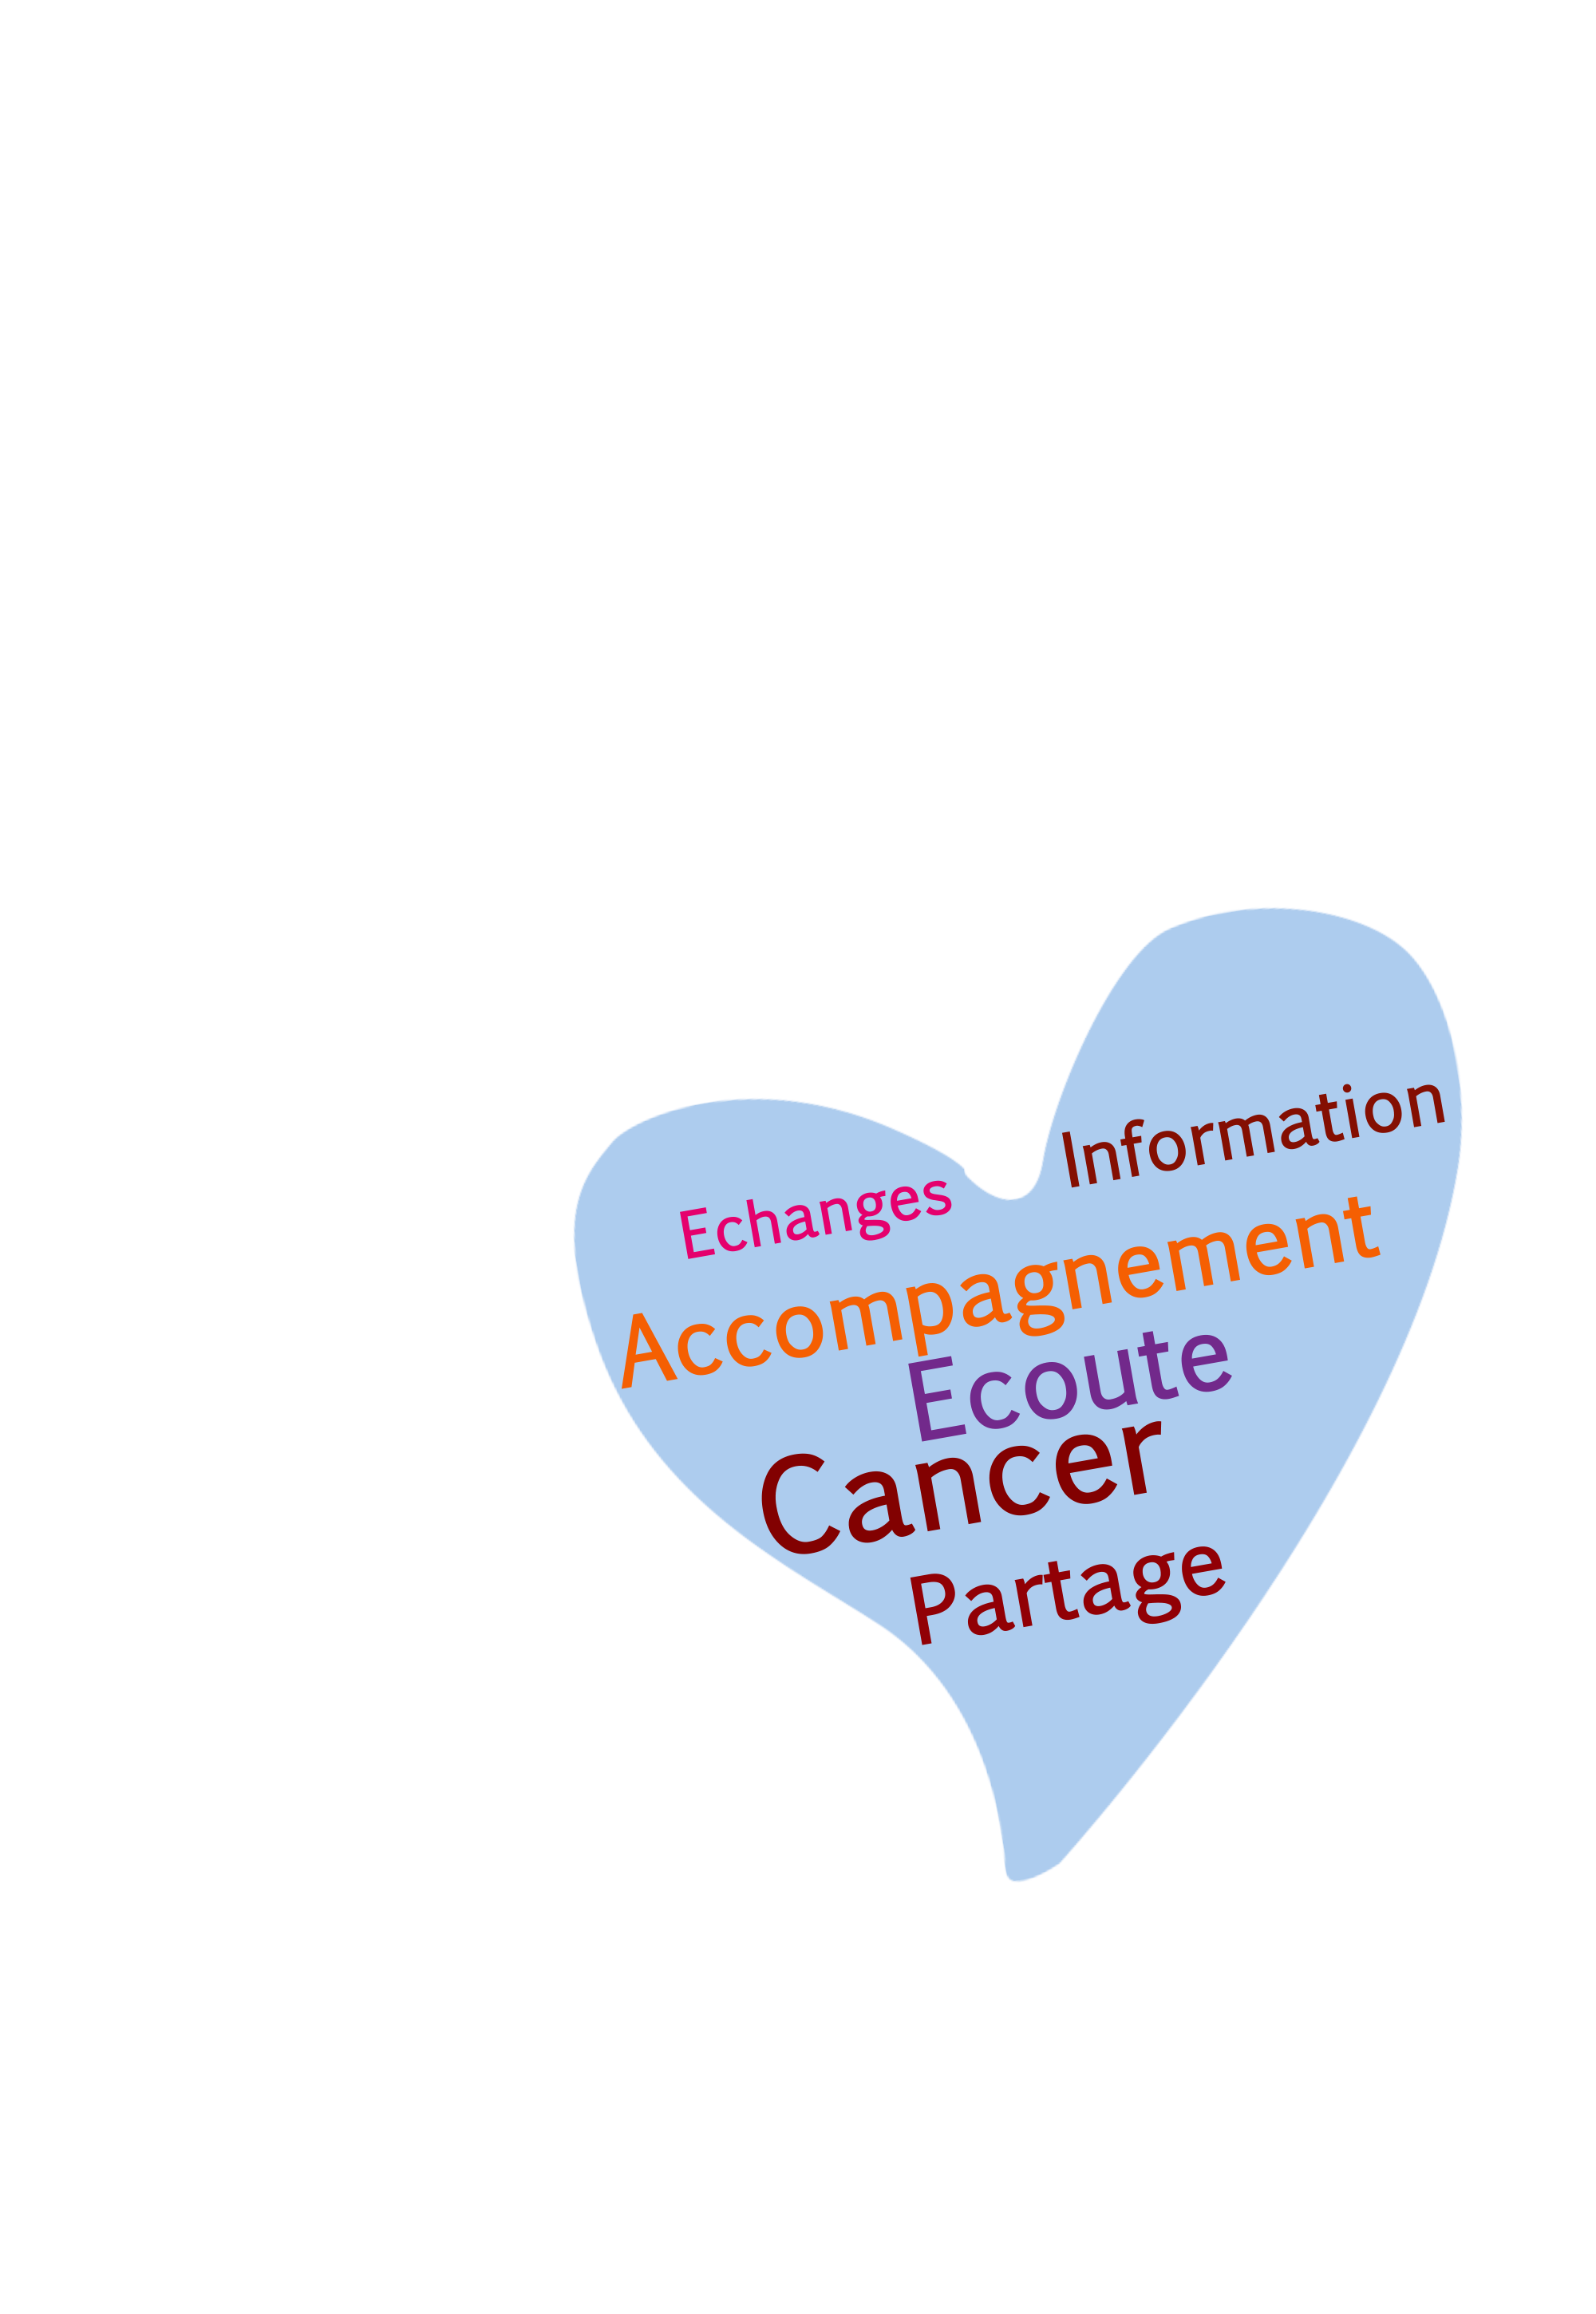 Information
Echanges
Accompagnement
Ecoute
Cancer
Partage